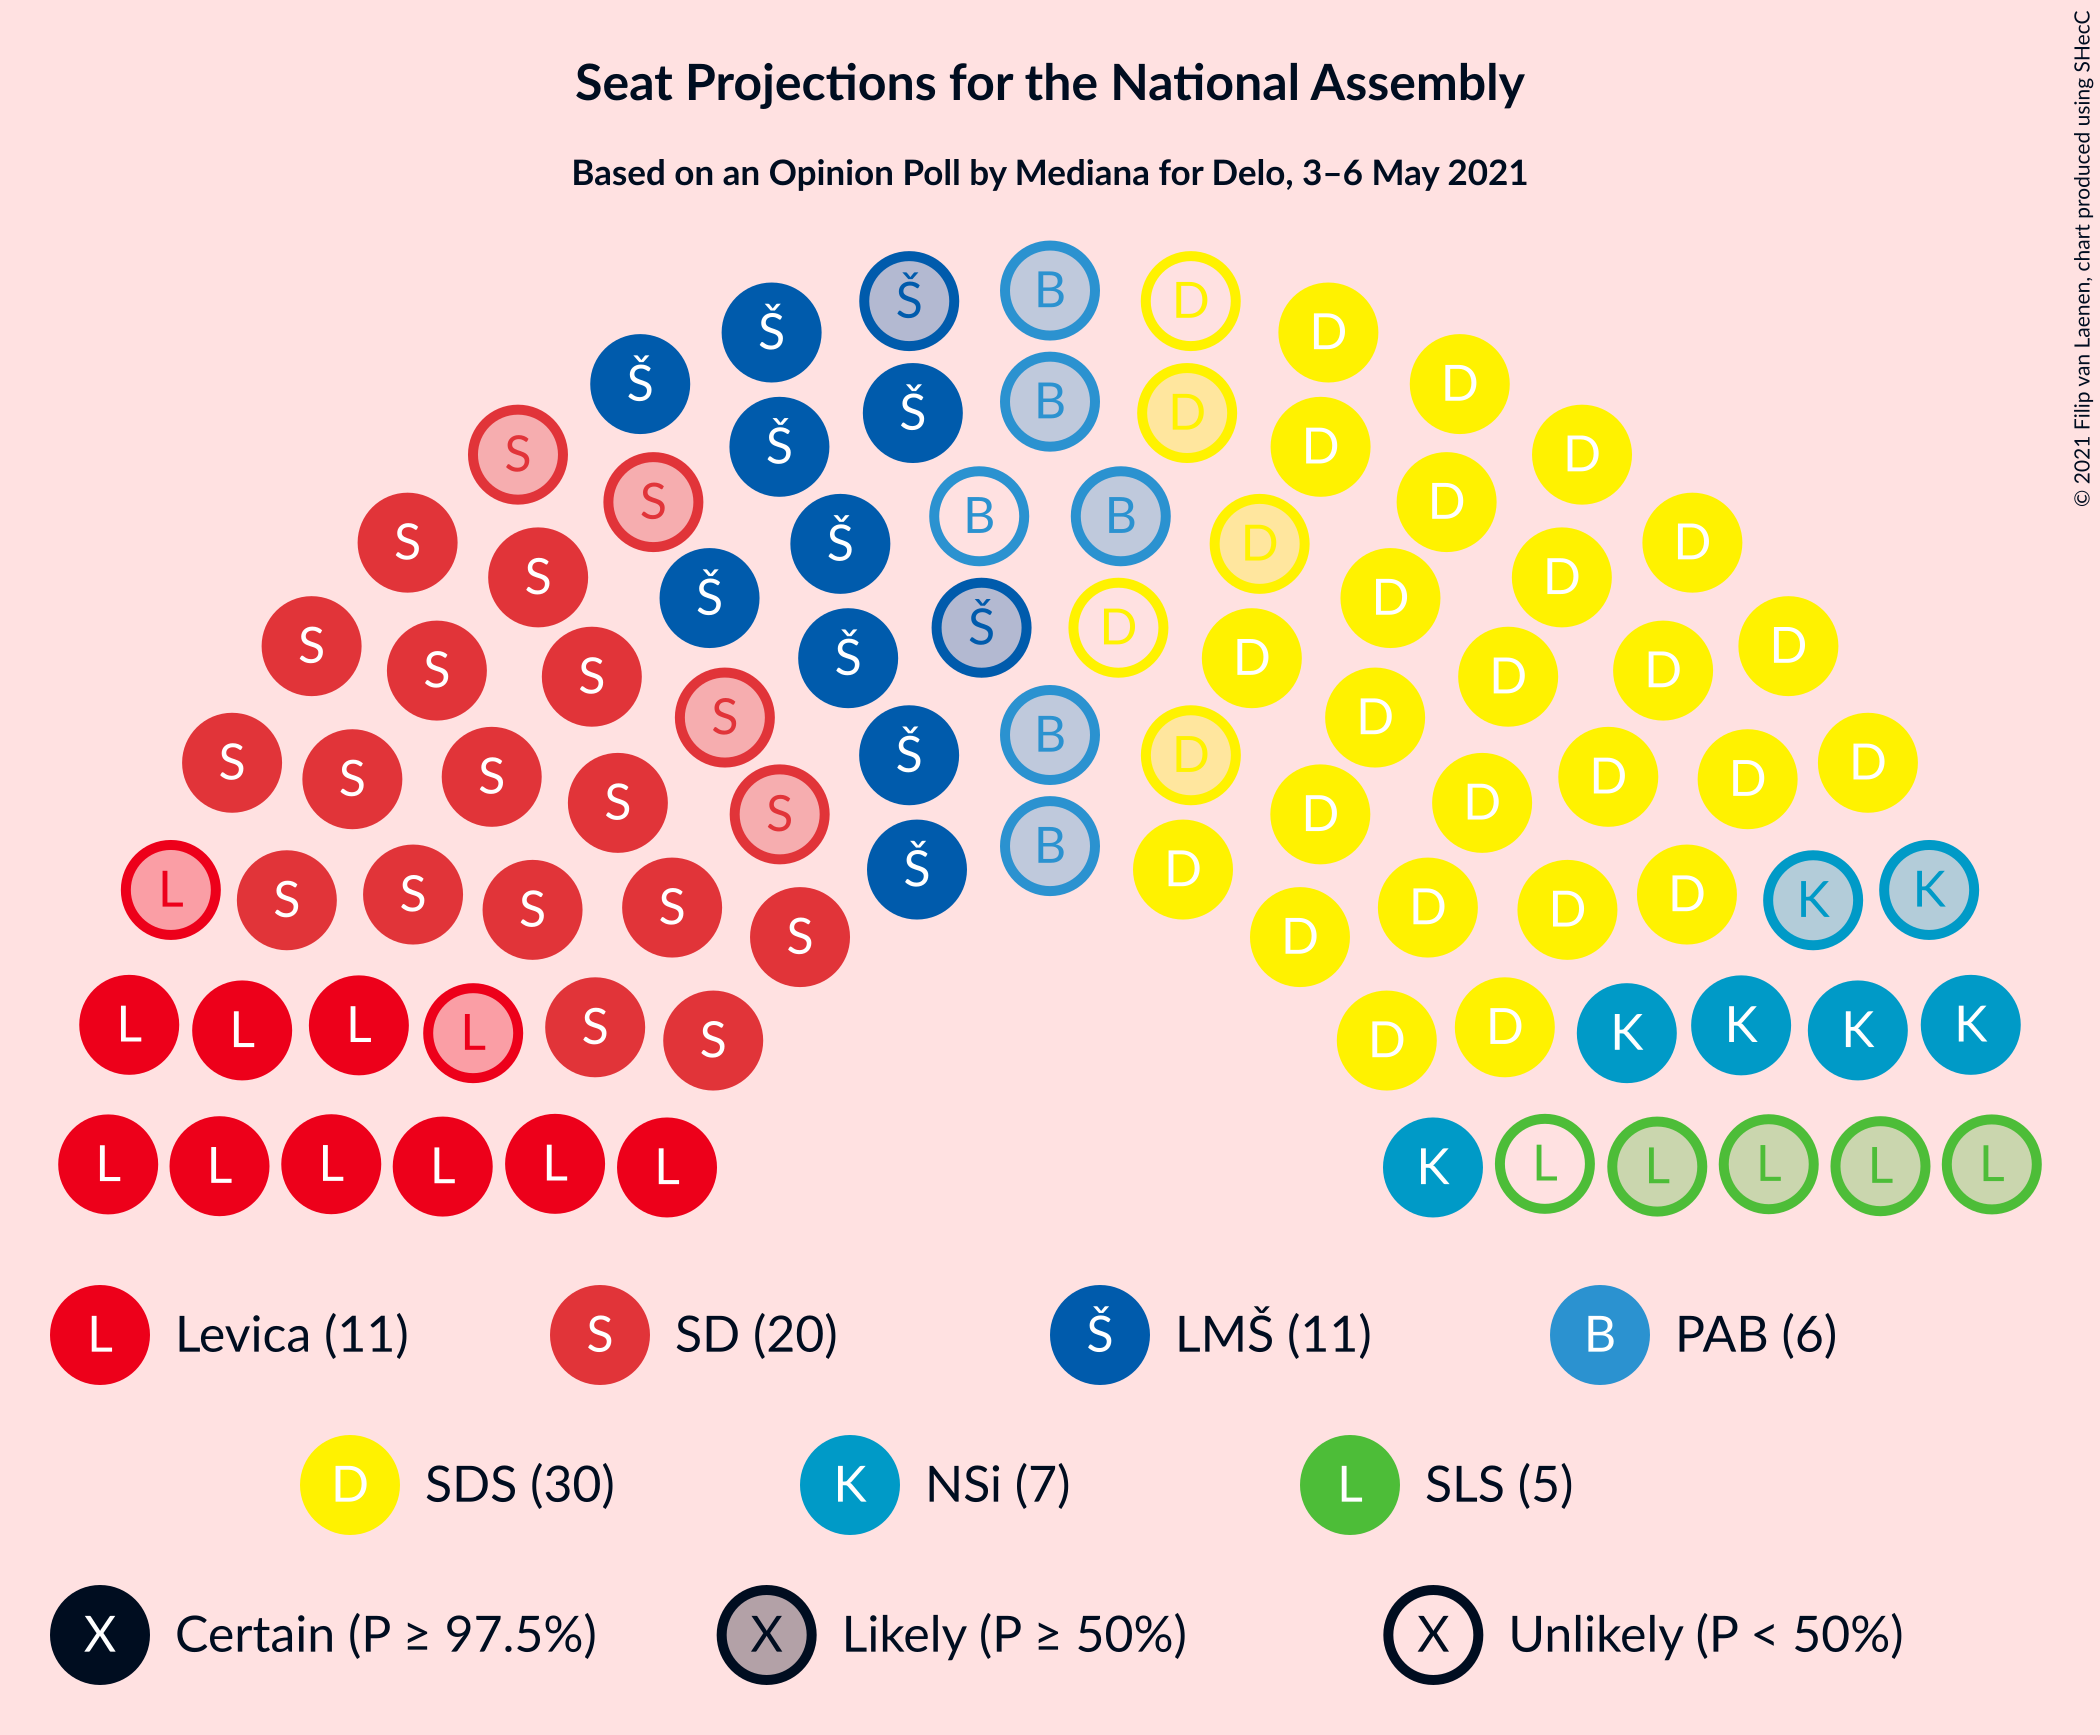 Seat Projections for the National Assembly
Based on an Opinion Poll by Mediana for Delo, 3–6 May 2021
© 2021 Filip van Laenen, chart produced using SHecC
Š B D
Š D
Š B D D
Š D
S B D D
Š D
S D
Š B B D
S Š D D
S D
Š D
Š D
S S D D
S Š D D
S D
S D
Š B D
S D
S S D D
S D
S S D D
Š B D
L K
S S S S D D D K
S D
L L L L S D K K K K
S D
L L L L L L K L L L L L
L Levica (11) S SD (20) Š LMŠ (11) B PAB (6)
D SDS (30) K NSi (7) L SLS (5)
X Certain (P ≥ 97.5%) X Likely (P ≥ 50%) X Unlikely (P < 50%)